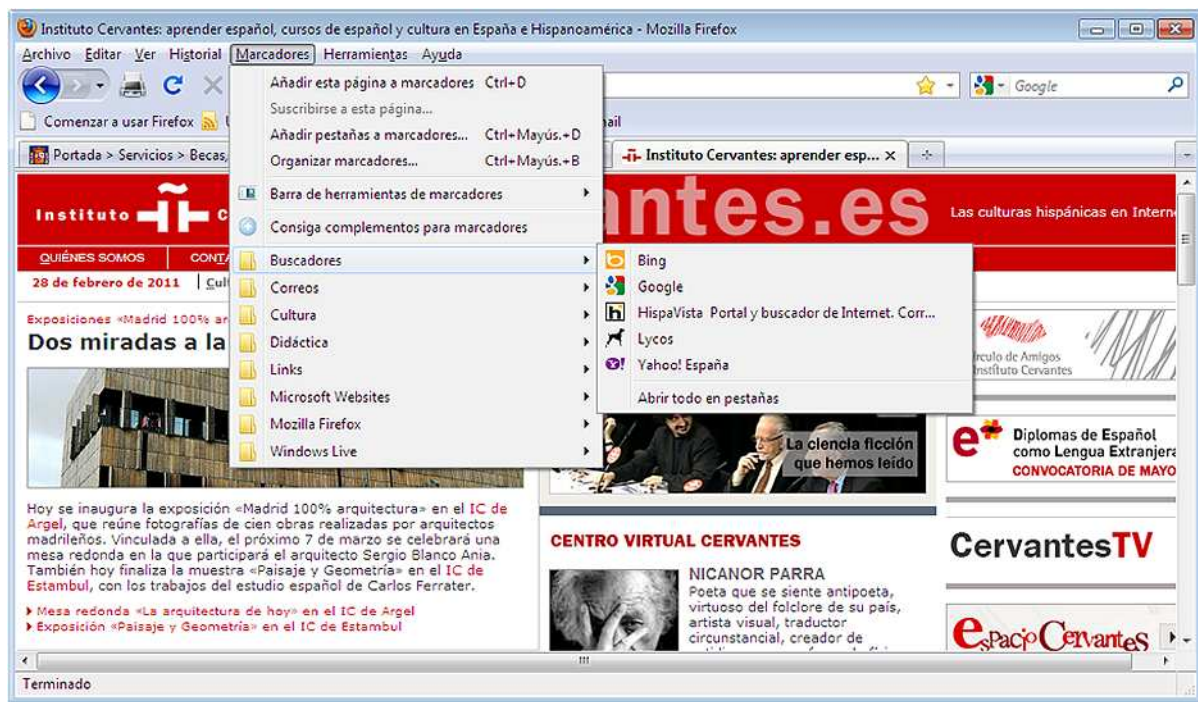 Instituto Cervantes: aprender español, cursos de español y cultura en España e Hispanoamérica - Mozilla Firefox
Archivo Editar Ver Historial Marcadores Herramientas Ayuda
Google
Comenzar a usar Firefox
Portada > Servicios > Becas,
Instituto Cervantes: aprender esp...
Añadir esta página a marcadores Ctrl+D
Suscribirse a esta página...
Añadir pestañas a marcadores... Ctrl+Mayús.+D
Organizar marcadores... Ctrl+Mayús.+B
Barra de herramientas de marcadores
Consiga complementos para marcadores
Buscadores
Correos
Cultura
Didáctica
Links
Microsoft Websites
Mozilla Firefox
Windows Live
Bing
Google
HispaVista Portal y buscador de Internet. Corr...
Lycos
Yahoo! España
Abrir todo en pestañas
Instituto C
antes.es
Las culturas hispánicas en Intern
QUIÉNES SOMOS CONTA
28 de febrero de 2011 Cul
Exposiciones «Madrid 100% ar
Dos miradas a la
Hoy se inaugura la exposición «Madrid 100% arquitectura» en el IC de
Argel, que reúne fotografías de cien obras realizadas por arquitectos
madrileños. Vinculada a ella, el próximo 7 de marzo se celebrará una
mesa redonda en la que participará el arquitecto Sergio Blanco Ania.
También hoy finaliza la muestra «Paisaje y Geometría» en el IC de
Estambul, con los trabajos del estudio español de Carlos Ferrater.
Mesa redonda «La arquitectura de hoy» en el IC de Argel
Exposición «Paisaje y Geometría» en el IC de Estambul
La ciencia ficción
que hemos leído
CENTRO VIRTUAL CERVANTES
NICANOR PARRA
Poeta que se siente antipoeta,
virtuoso del folclore de su país,
artista visual, traductor
circunstancial, creador de
rculo de Amigos
Instituto Cervantes
Diplomas de Español
como Lengua Extranjera
CONVOCATORIA DE MAYO
CervantesTV
Espacio Cervantes
Terminado